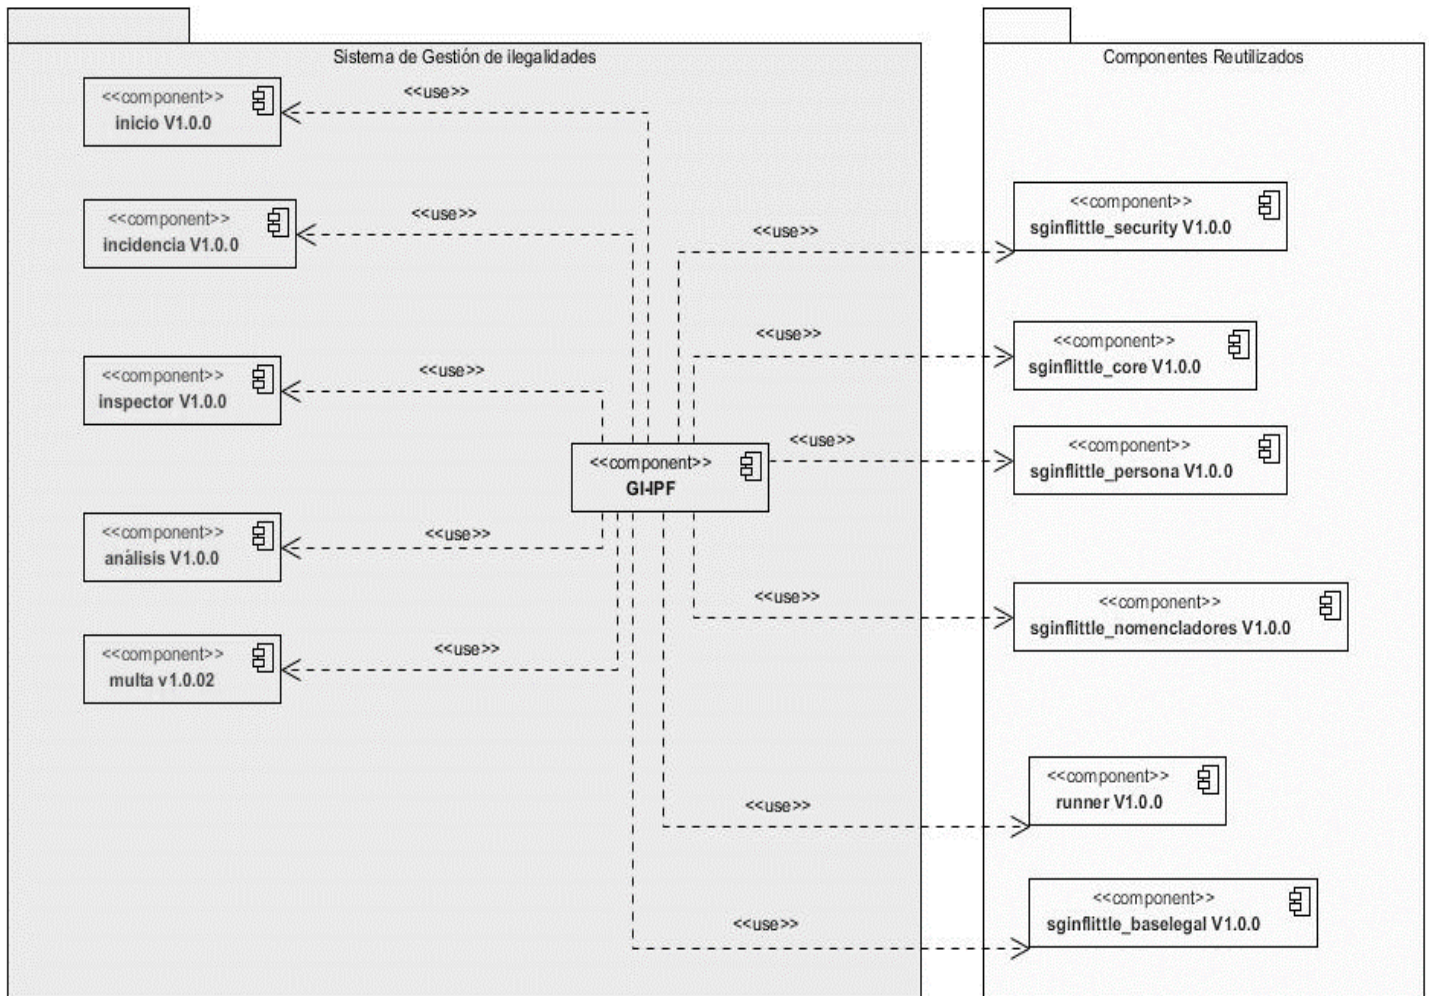 Sistema de Gestión de ilegalidades
<<component>>
inicio V1.0.0
<<use>>
<<component>>
incidencia V1.0.0
<<use>>
<<component>>
inspector V1.0.0
<<use>>
<<component>>
GI-IPF
<<component>>
análisis V1.0.0
<<use>>
<<component>>
multa v1.0.02
<<use>>
Componentes Reutilizados
<<use>>
<<component>>
sginflittle_security V1.0.0
<<use>>
<<component>>
sginflittle_core V1.0.0
<<use>>
<<component>>
sginflittle_persona V1.0.0
<<use>>
<<component>>
sginflittle_nomencladores V1.0.0
<<use>>
<<component>>
runner V1.0.0
<<use>>
<<component>>
sginflittle_baselegal V1.0.0